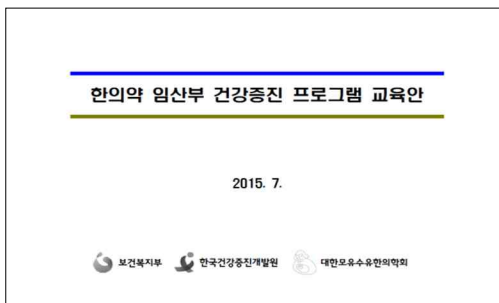 한의약 임산부 건강증진 프로그램 교육안
2015. 7.
보건복지부 한국건강증진개발원 대한모유수유한의학회